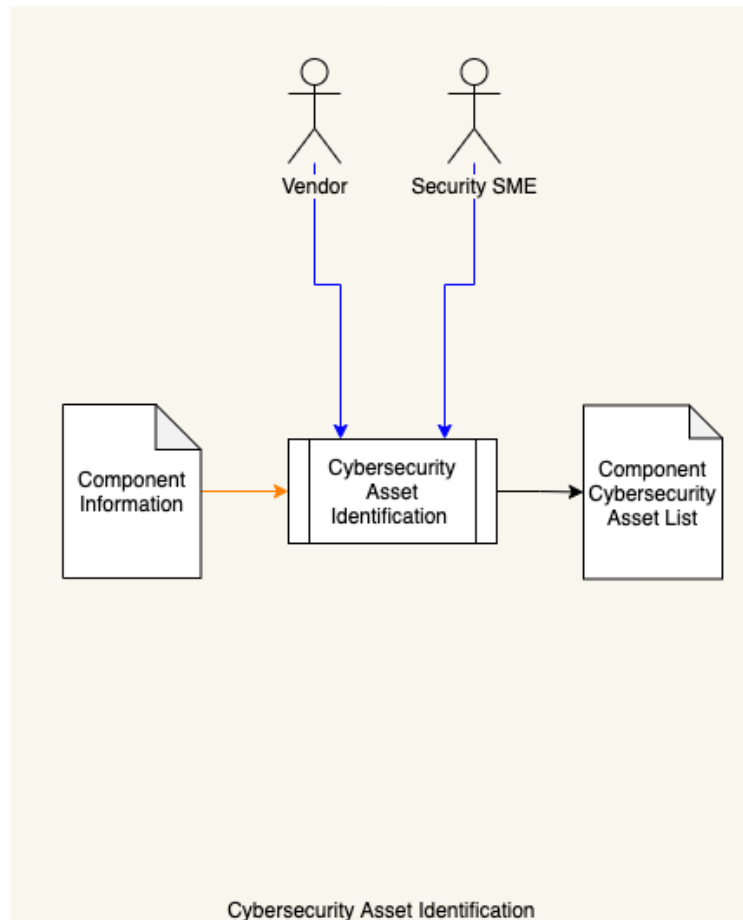 Vendor
Security SME
Component
Information
Cybersecurity
Asset
Identification
Component
Cybersecurity
Asset List
Cybersecurity Asset Identification